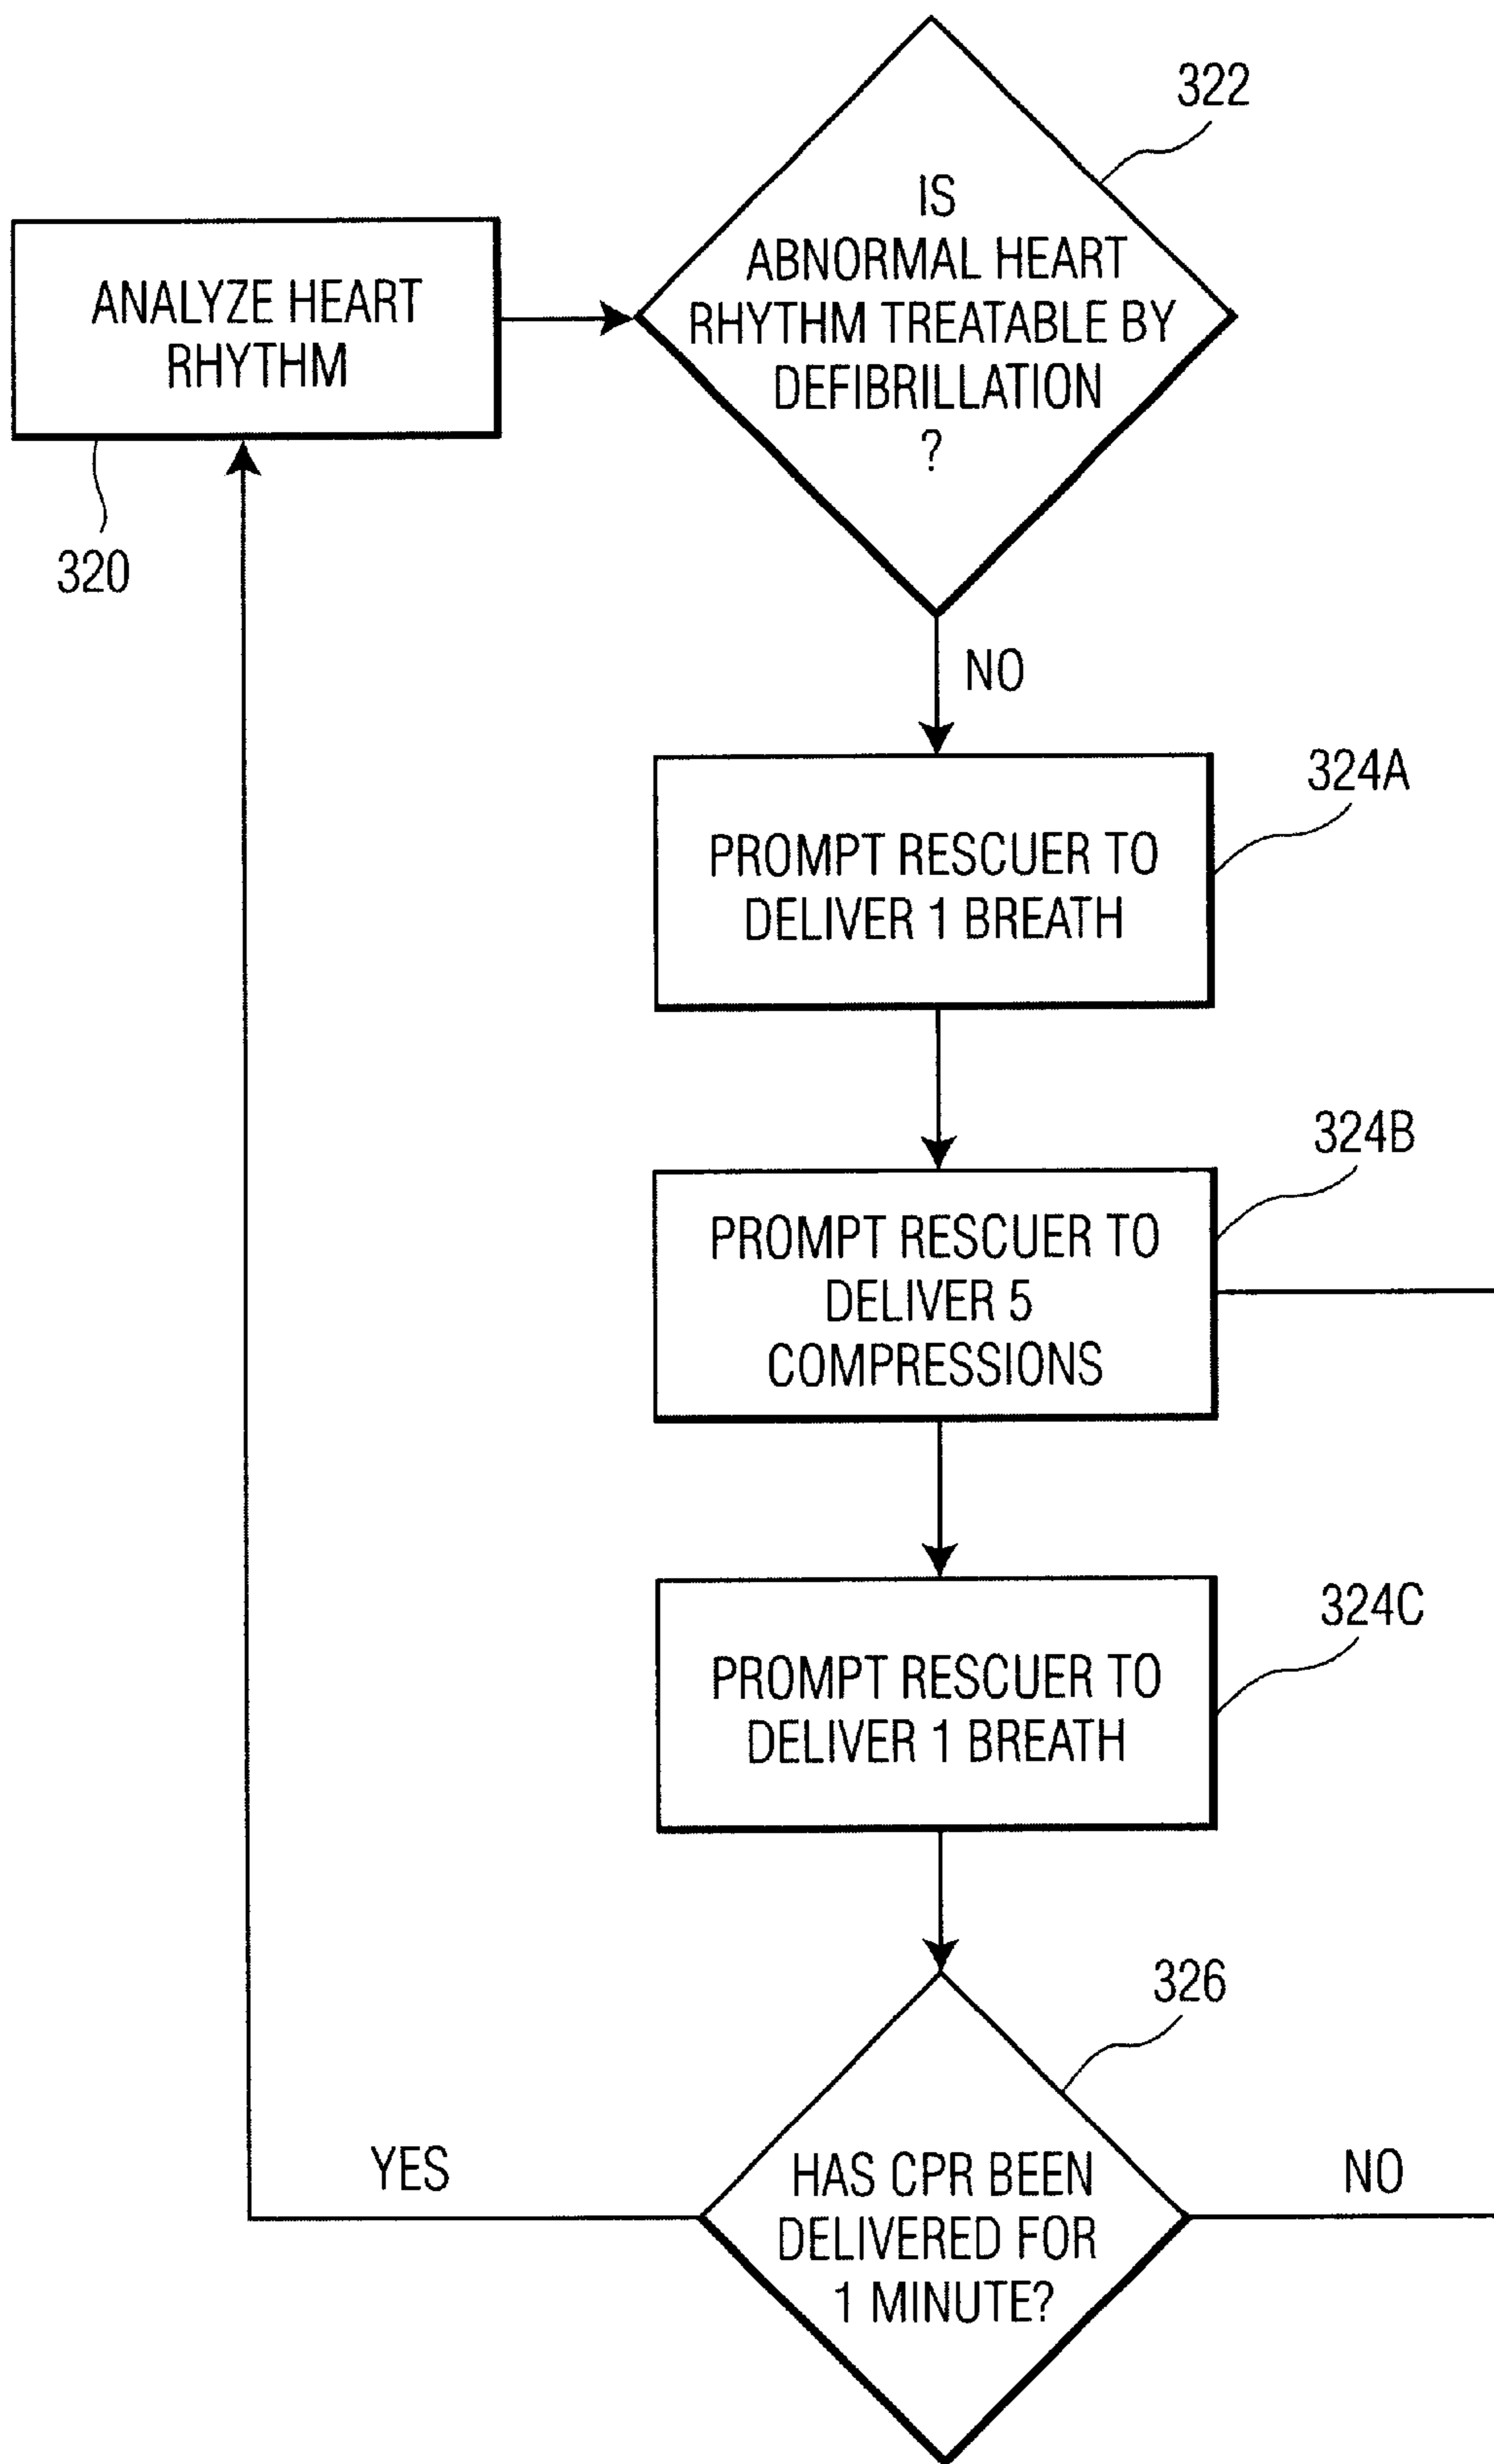 322
IS
ABNORMAL HEART
RHYTHM TREATABLE BY
DEFIBRILLATION
?
ANALYZE HEART
RHYTHM
320
NO
324A
PROMPT RESCUER TO
DELIVER 1 BREATH
324B
PROMPT RESCUER TO
DELIVER 5
COMPRESSIONS
324C
PROMPT RESCUER TO
DELIVER 1 BREATH
326
HAS CPR BEEN
DELIVERED FOR
1 MINUTE?
YES
NO